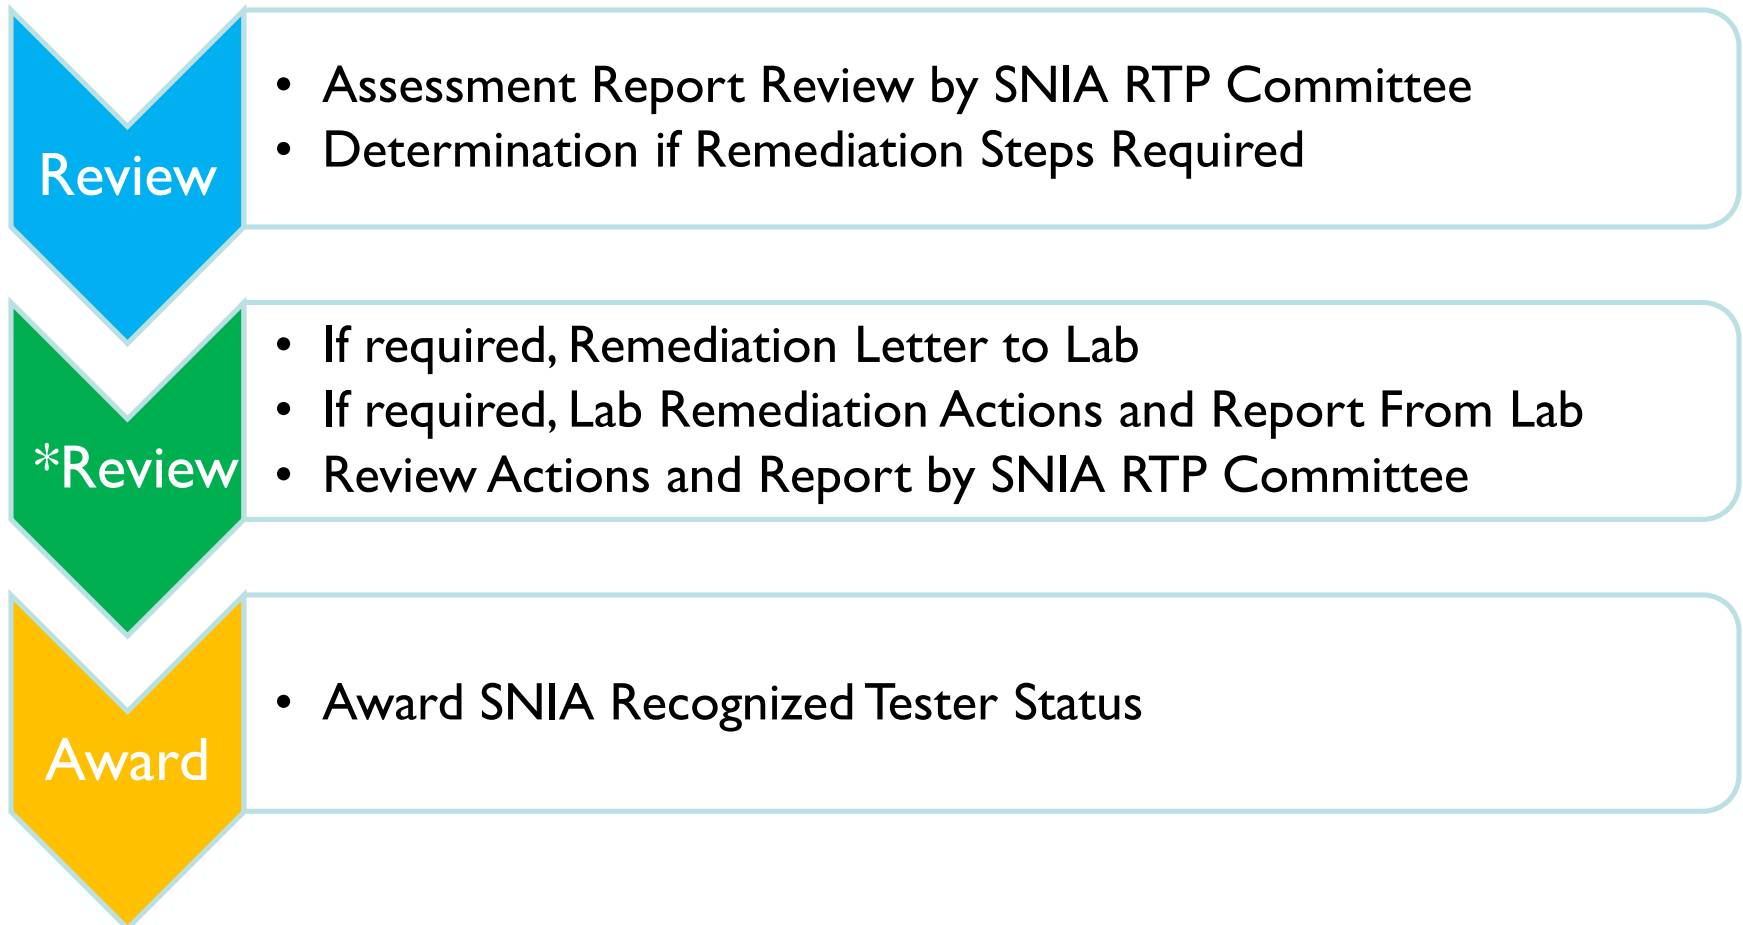 Review
• Assessment Report Review by SNIA RTP Committee
• Determination if Remediation Steps Required
*Review
• If required, Remediation Letter to Lab
• If required, Lab Remediation Actions and Report From Lab
• Review Actions and Report by SNIA RTP Committee
Award
• Award SNIA Recognized Tester Status